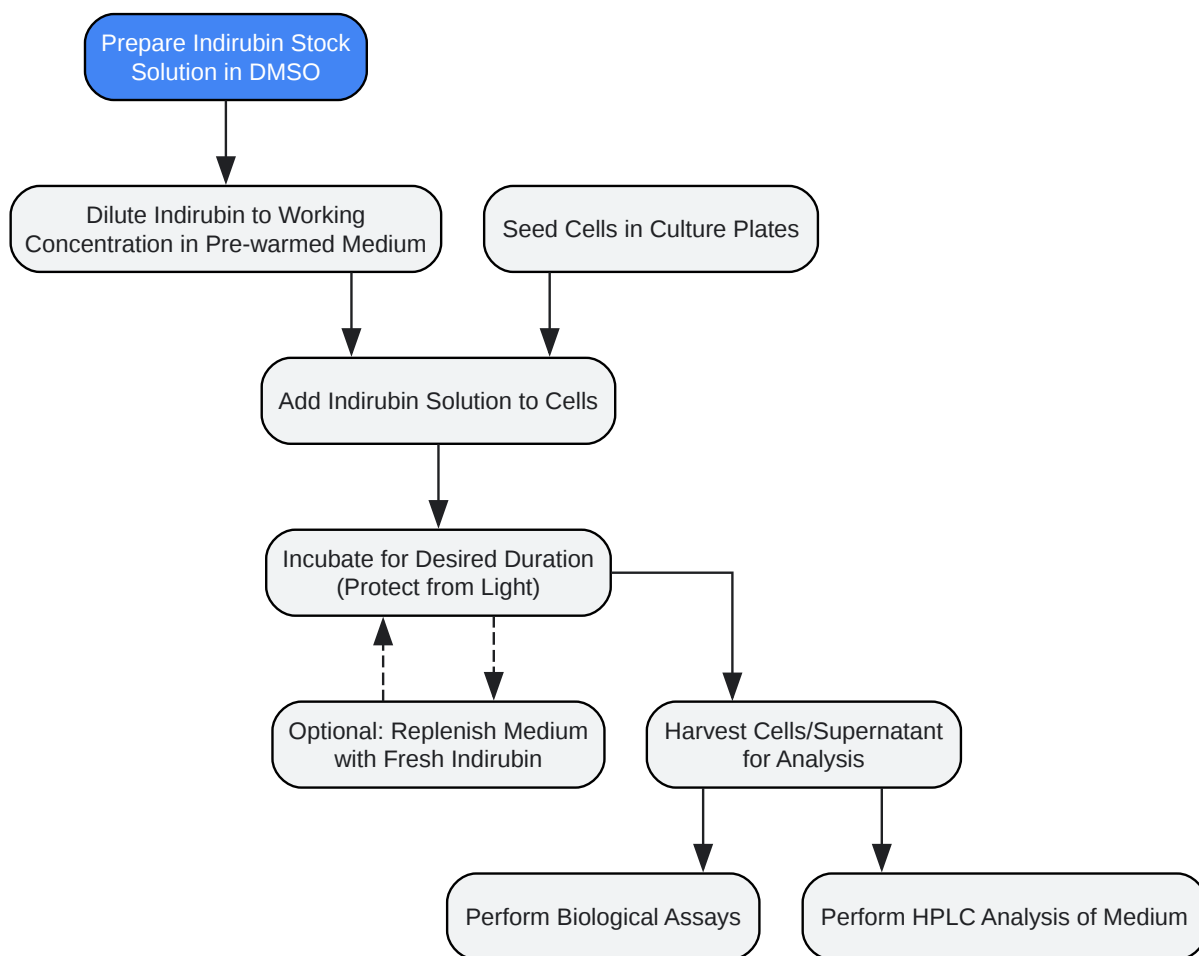 Prepare Indirubin Stock
Solution in DMSO
Dilute Indirubin to Working
Concentration in Pre-warmed Medium
Seed Cells in Culture Plates
Add Indirubin Solution to Cells
Incubate for Desired Duration
(Protect from Light)
Optional: Replenish Medium
with Fresh Indirubin
Harvest Cells/Supernatant
for Analysis
Perform Biological Assays
Perform HPLC Analysis of Medium